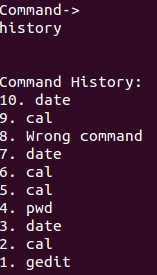 Command->
history
Command History:
10. date
9. cal
8. Wrong command
7. date
6. cal
5. cal
4. pwd
3. date
2. cal
1. gedit